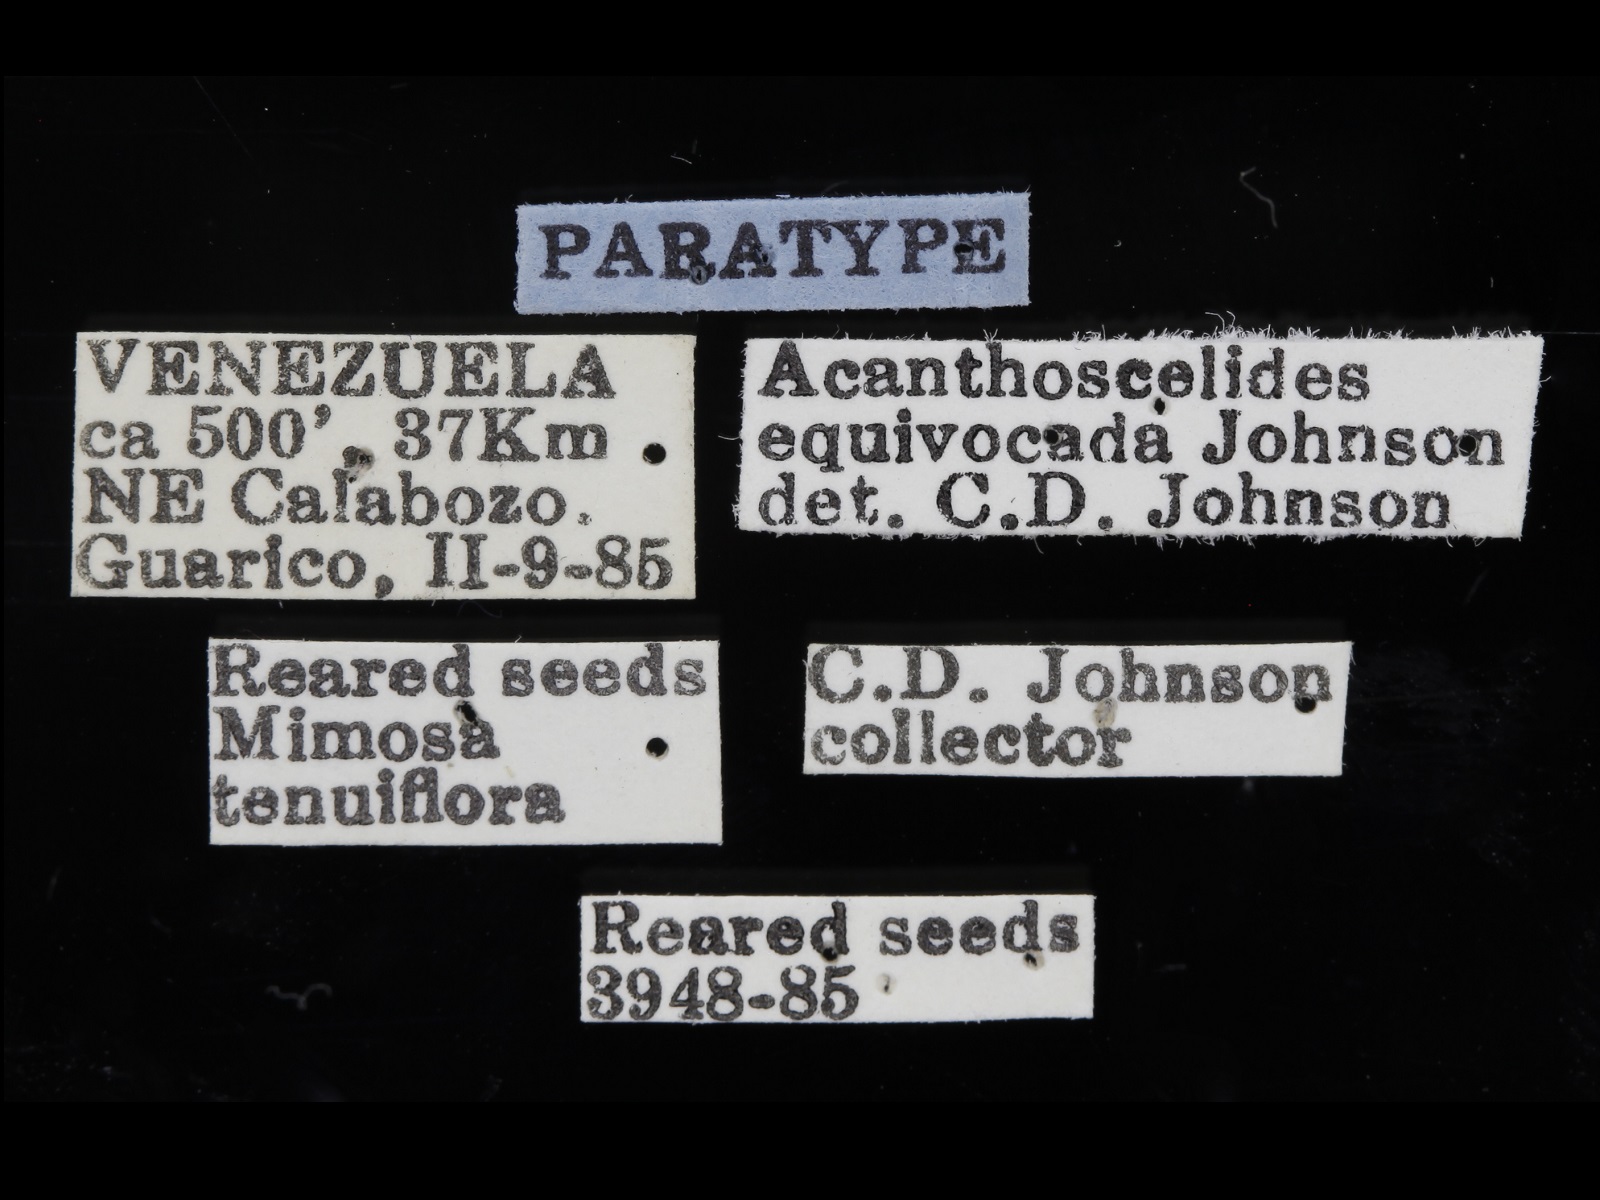 PARATYPE
VENEZUELA
ca 500', 37Km
NE Calabozo.
Guarico, II-9-85
Acanthoscelides
equivocada Johnson
det. C.D. Johnson
Reared seeds
Mimosa
tenuiflora
C.D. Johnson
collector
Reared seeds
3948-85